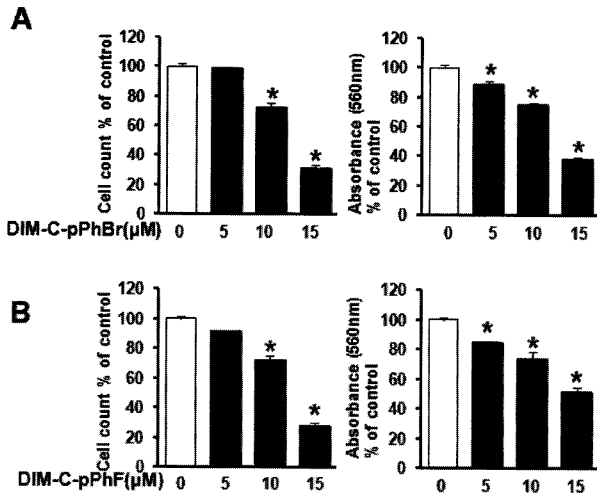 A
Cell count % of control
120
100
80
60
40
20
0
* *
DIM-C-pPhBr(µM) 0 5 10 15
Absorbance (560nm)
% of control
120
100
80
60
40
20
0
* * *
0 5 10 15
B
Cell count % of control
120
100
80
60
40
20
0
* *
DIM-C-pPhF(µM) 0 5 10 15
Absorbance (560nm)
% of control
120
100
80
60
40
20
0
* * *
0 5 10 15